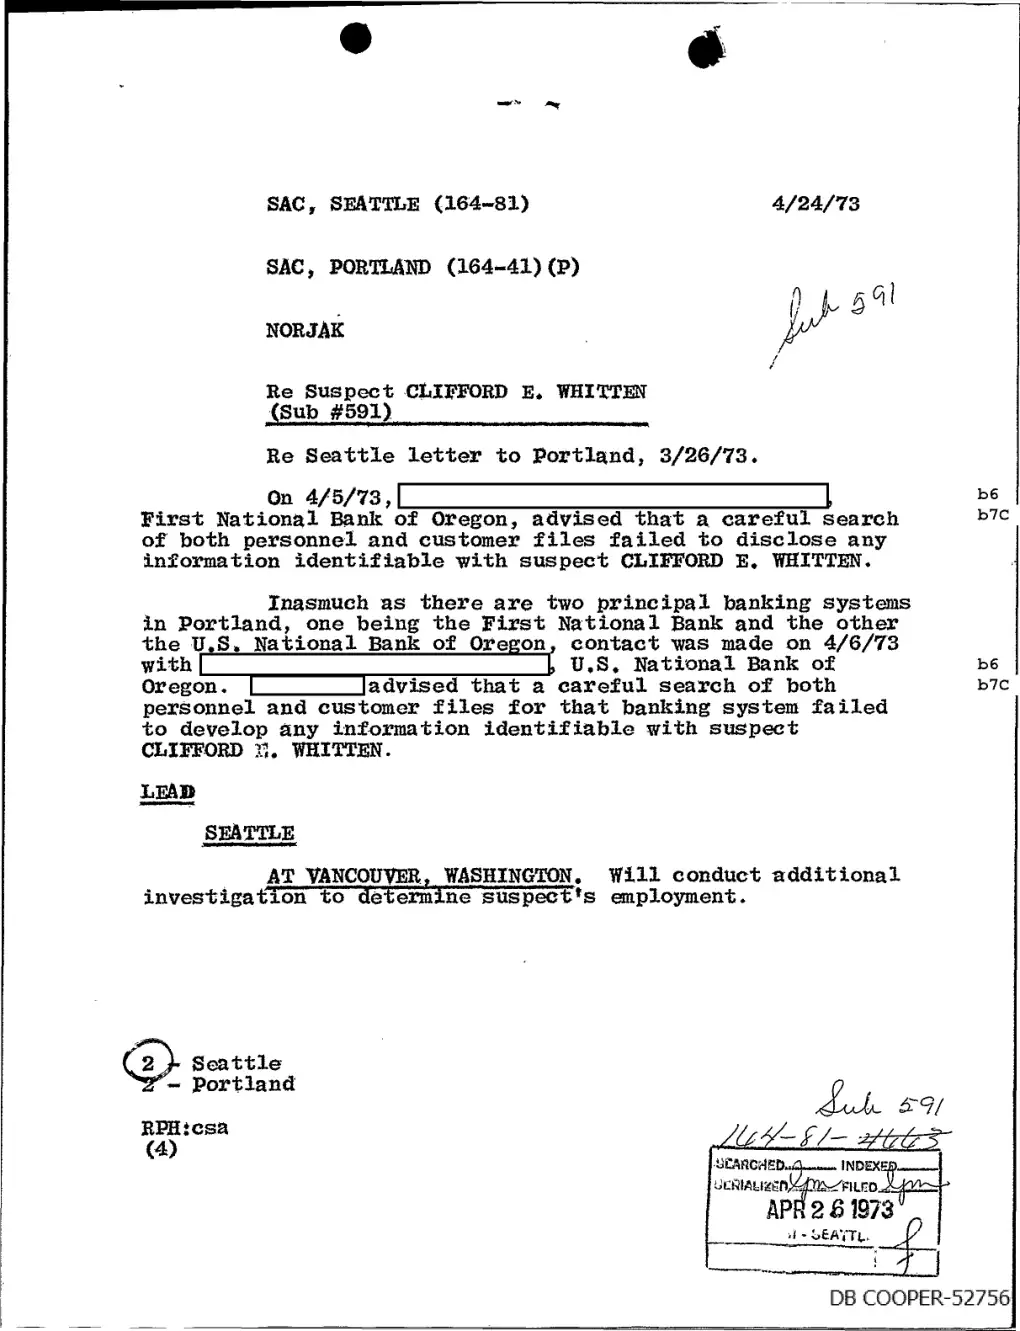 SAC, SEATTLE (164-81) 4/24/73
SAC, PORTLAND (164-41)(P)
Sub 591
NORJAK
Re Suspect CLIFFORD E. WHITTEN
(Sub #591)
Re Seattle letter to Portland, 3/26/73.
On 4/5/73, , b6
First National Bank of Oregon, advised that a careful search b7C
of both personnel and customer files failed to disclose any
information identifiable with suspect CLIFFORD E. WHITTEN.
Inasmuch as there are two principal banking systems
in Portland, one being the First National Bank and the other
the U.S. National Bank of Oregon, contact was made on 4/6/73
with , U.S. National Bank of b6
Oregon. advised that a careful search of both b7C
personnel and customer files for that banking system failed
to develop any information identifiable with suspect
CLIFFORD E. WHITTEN.
LEAD
SEATTLE
AT VANCOUVER, WASHINGTON. Will conduct additional
investigation to determine suspect's employment.
2 - Seattle
2 - Portland
RPH:csa
(4)
Sub 591
164-81-4663
SEARCHED INDEXED
SERIALIZED FILED
APR 26 1973
- SEATTL
DB COOPER-52756